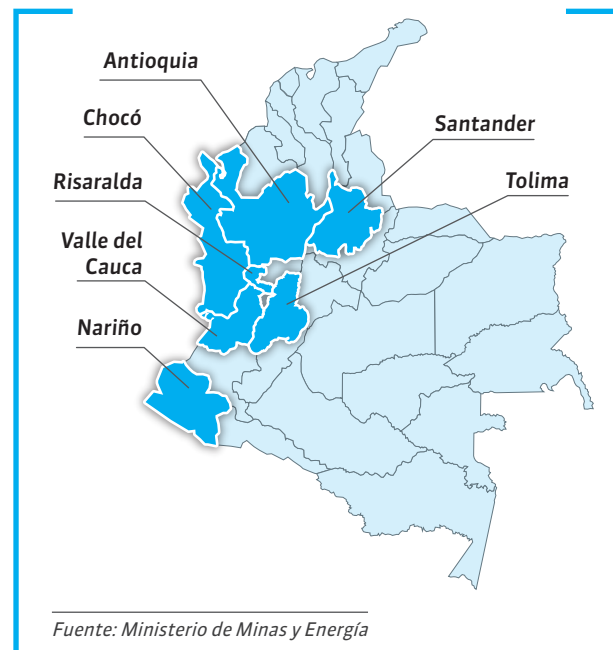 Antioquia
Chocó
Santander
Risaralda
Tolima
Valle del
Cauca
Nariño
Fuente: Ministerio de Minas y Energía